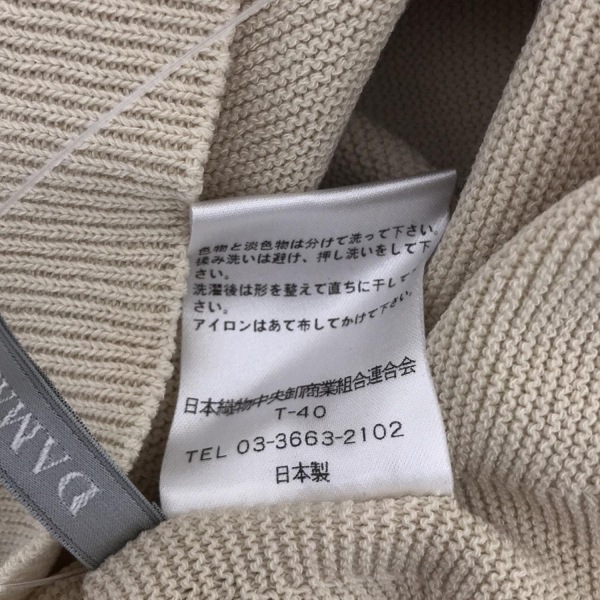 色物と淡色物は分けて洗って下さい。
揉み洗いは避け、押し洗いをして下
さい。
洗濯後は形を整えて直ちに干して下
さい。
アイロンはあて布してかけて下さい。
日本織物中央卸商業組合連合会
T-40
TEL 03-3663-2102
日本製
DAMA